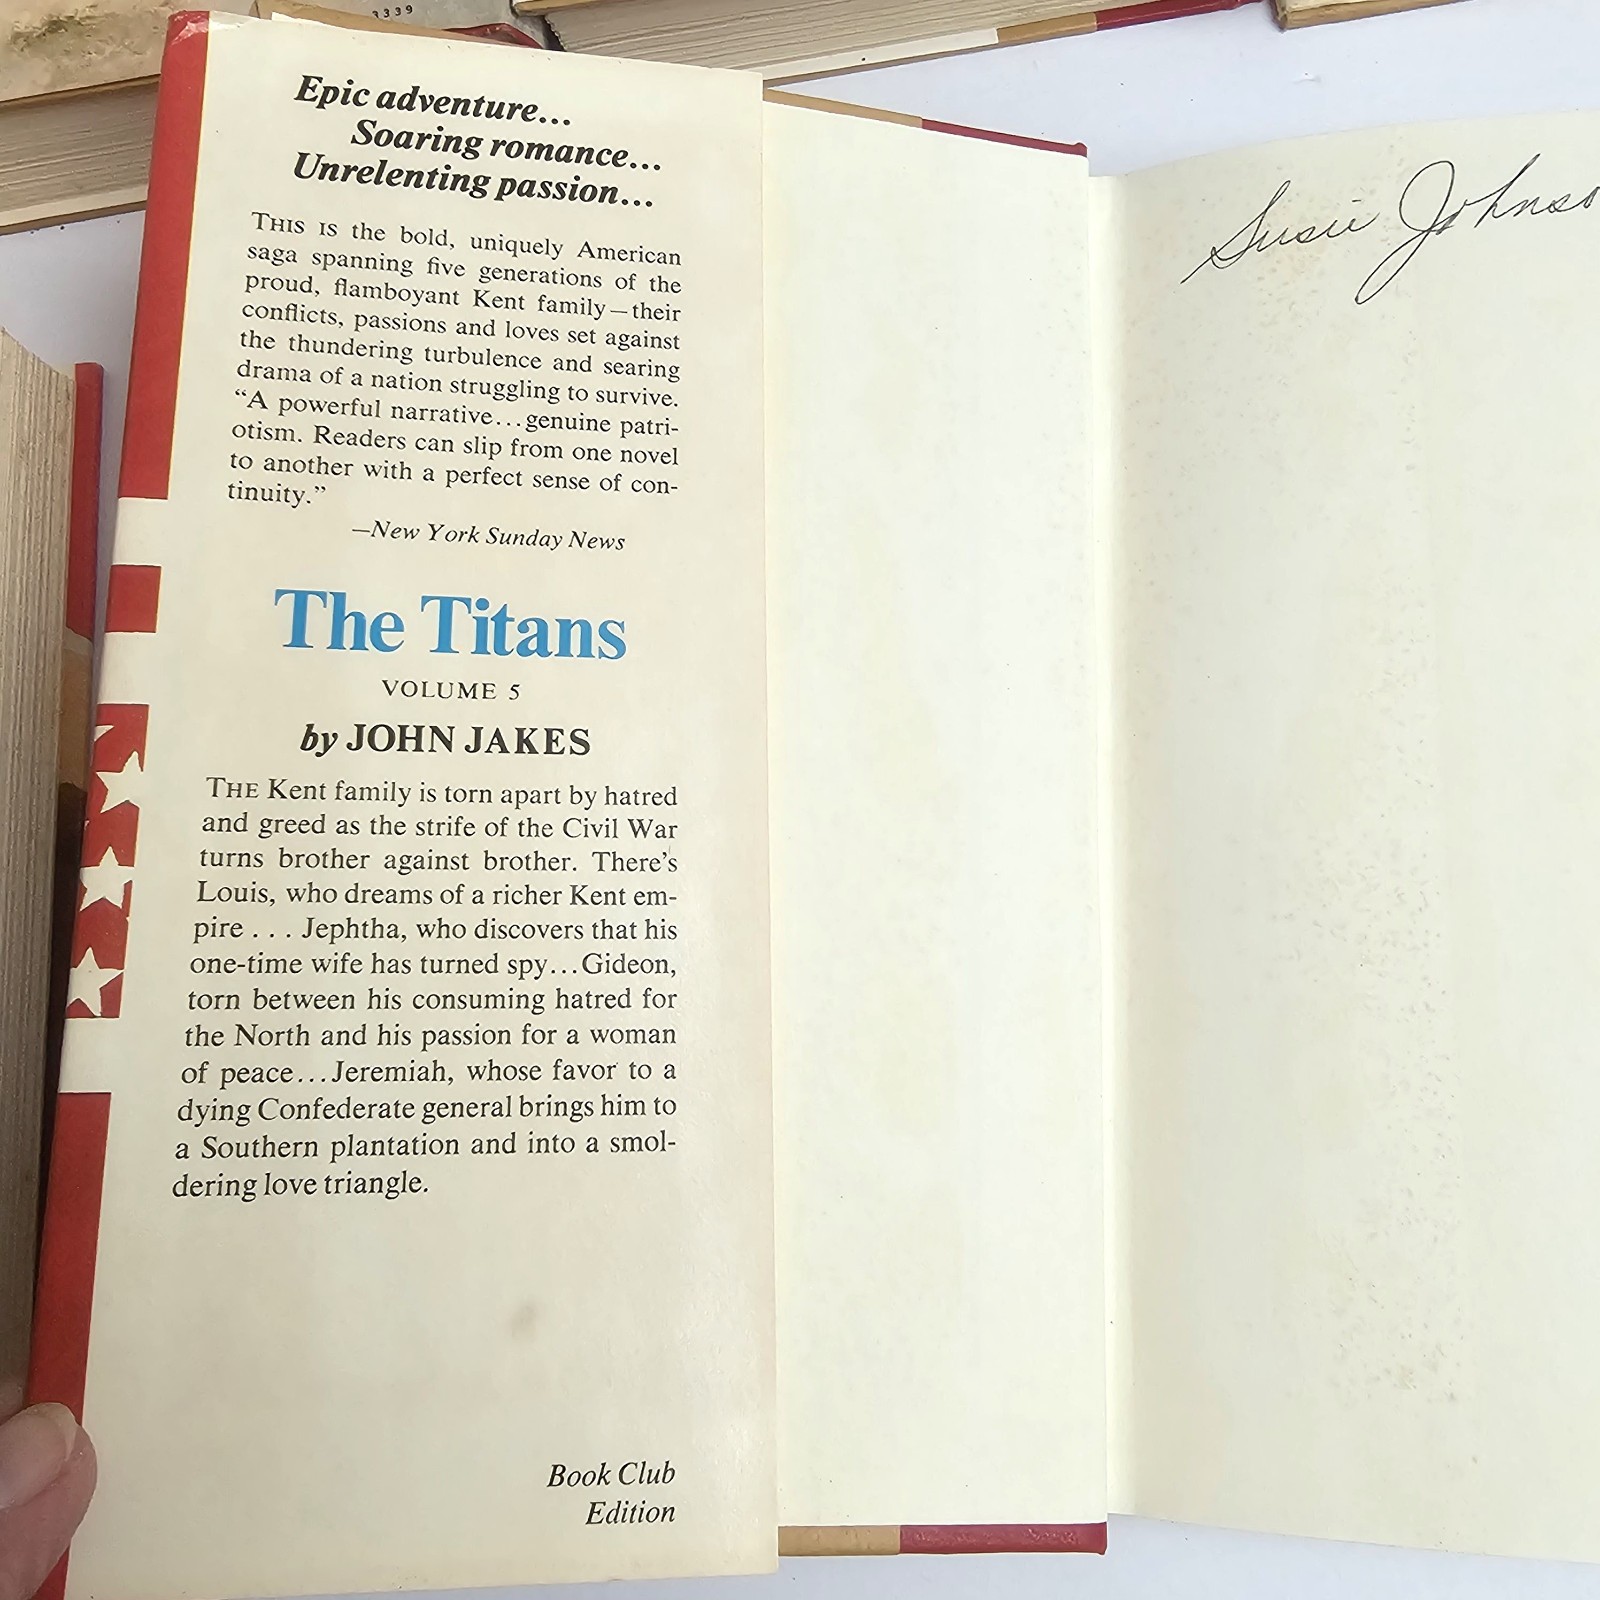 3339
Epic adventure...
Soaring romance...
Unrelenting passion...
THIS IS the bold, uniquely American
saga spanning five generations of the
proud, flamboyant Kent family—their
conflicts, passions and loves set against
the thundering turbulence and searing
drama of a nation struggling to survive.
“A powerful narrative...genuine patri-
otism. Readers can slip from one novel
to another with a perfect sense of con-
tinuity.”
—New York Sunday News
The Titans
VOLUME 5
by JOHN JAKES
THE Kent family is torn apart by hatred
and greed as the strife of the Civil War
turns brother against brother. There’s
Louis, who dreams of a richer Kent em-
pire . . . Jephtha, who discovers that his
one-time wife has turned spy...Gideon,
torn between his consuming hatred for
the North and his passion for a woman
of peace...Jeremiah, whose favor to a
dying Confederate general brings him to
a Southern plantation and into a smol-
dering love triangle.
Book Club
Edition
Susie Johnso